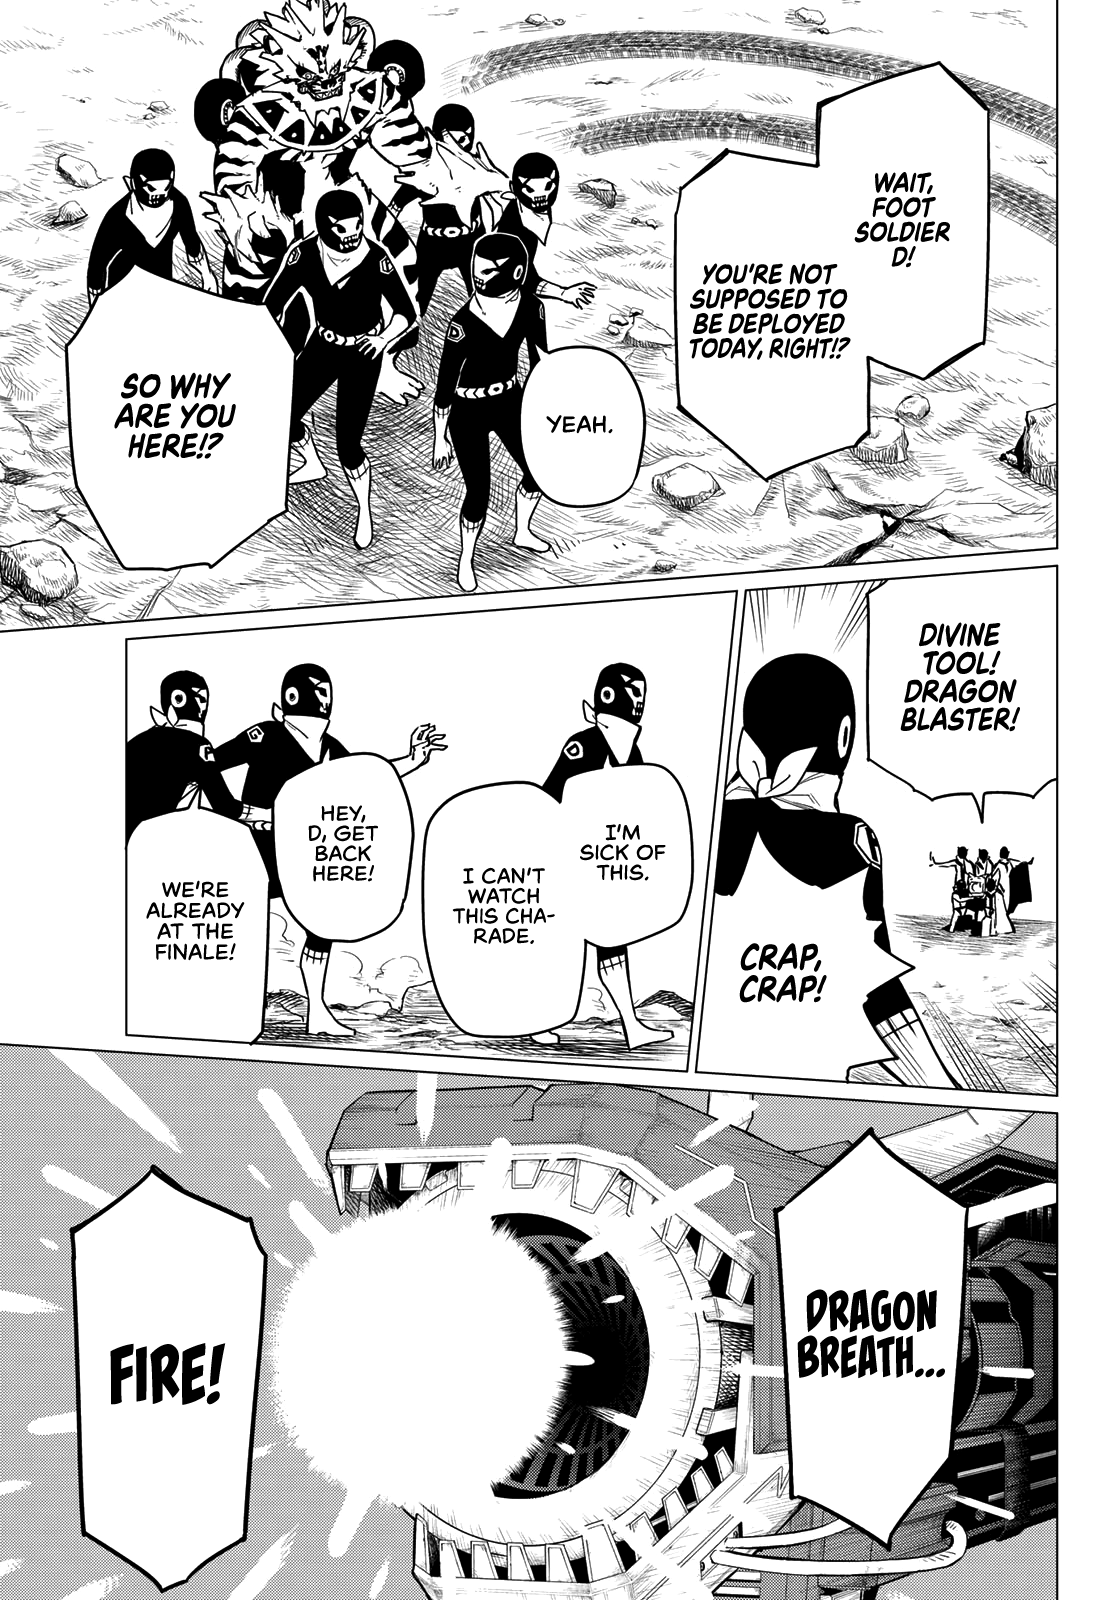 WAIT,
FOOT
SOLDIER
D!
YOU'RE NOT
SUPPOSED TO
BE DEPLOYED
TODAY, RIGHT!?
YEAH.
SO WHY
ARE YOU
HERE!?
DIVINE
TOOL!
DRAGON
BLASTER!
CRAP,
CRAP!
I'M
SICK OF
THIS.
I CAN'T
WATCH
THIS CHA-
RADE.
HEY,
D, GET
BACK
HERE!
WE'RE
ALREADY
AT THE
FINALE!
DRAGON
BREATH...
FIRE!